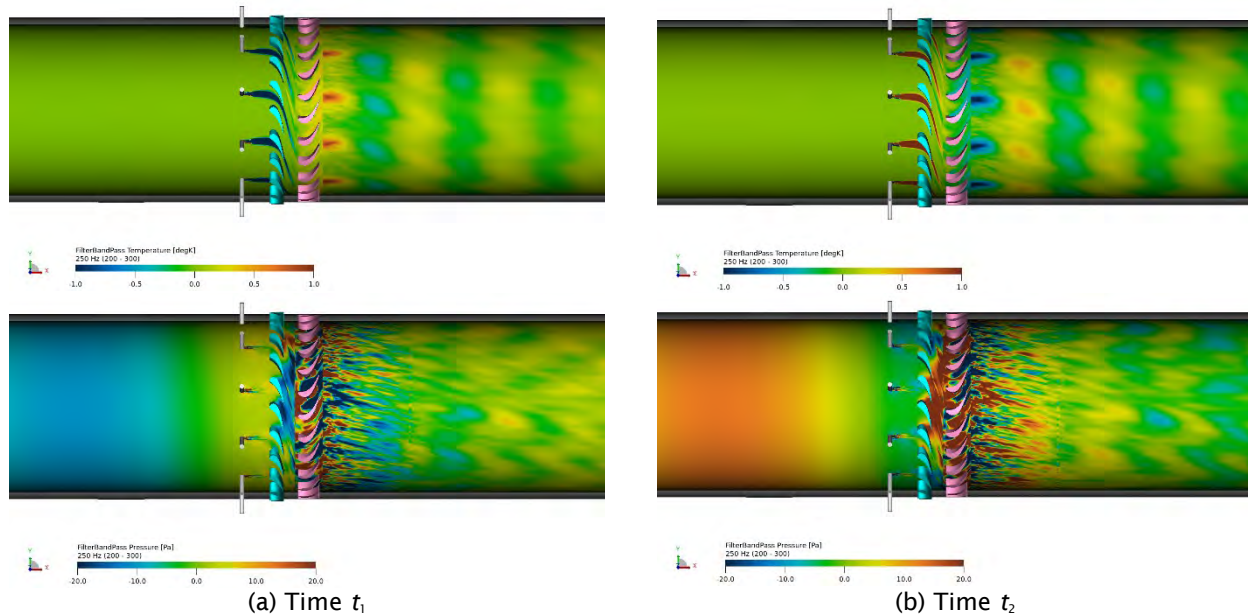 FilterBandPass Temperature [degK]
250 Hz (200 - 300)
Y
X
-1.0 -0.5 0.0 0.5 1.0
FilterBandPass Temperature [degK]
250 Hz (200 - 300)
Y
X
-1.0 -0.5 0.0 0.5 1.0
FilterBandPass Pressure [Pa]
250 Hz (200 - 300)
Y
X
-20.0 -10.0 0.0 10.0 20.0
FilterBandPass Pressure [Pa]
250 Hz (200 - 300)
Y
X
-20.0 -10.0 0.0 10.0 20.0
(a) Time t₁
(b) Time t₂